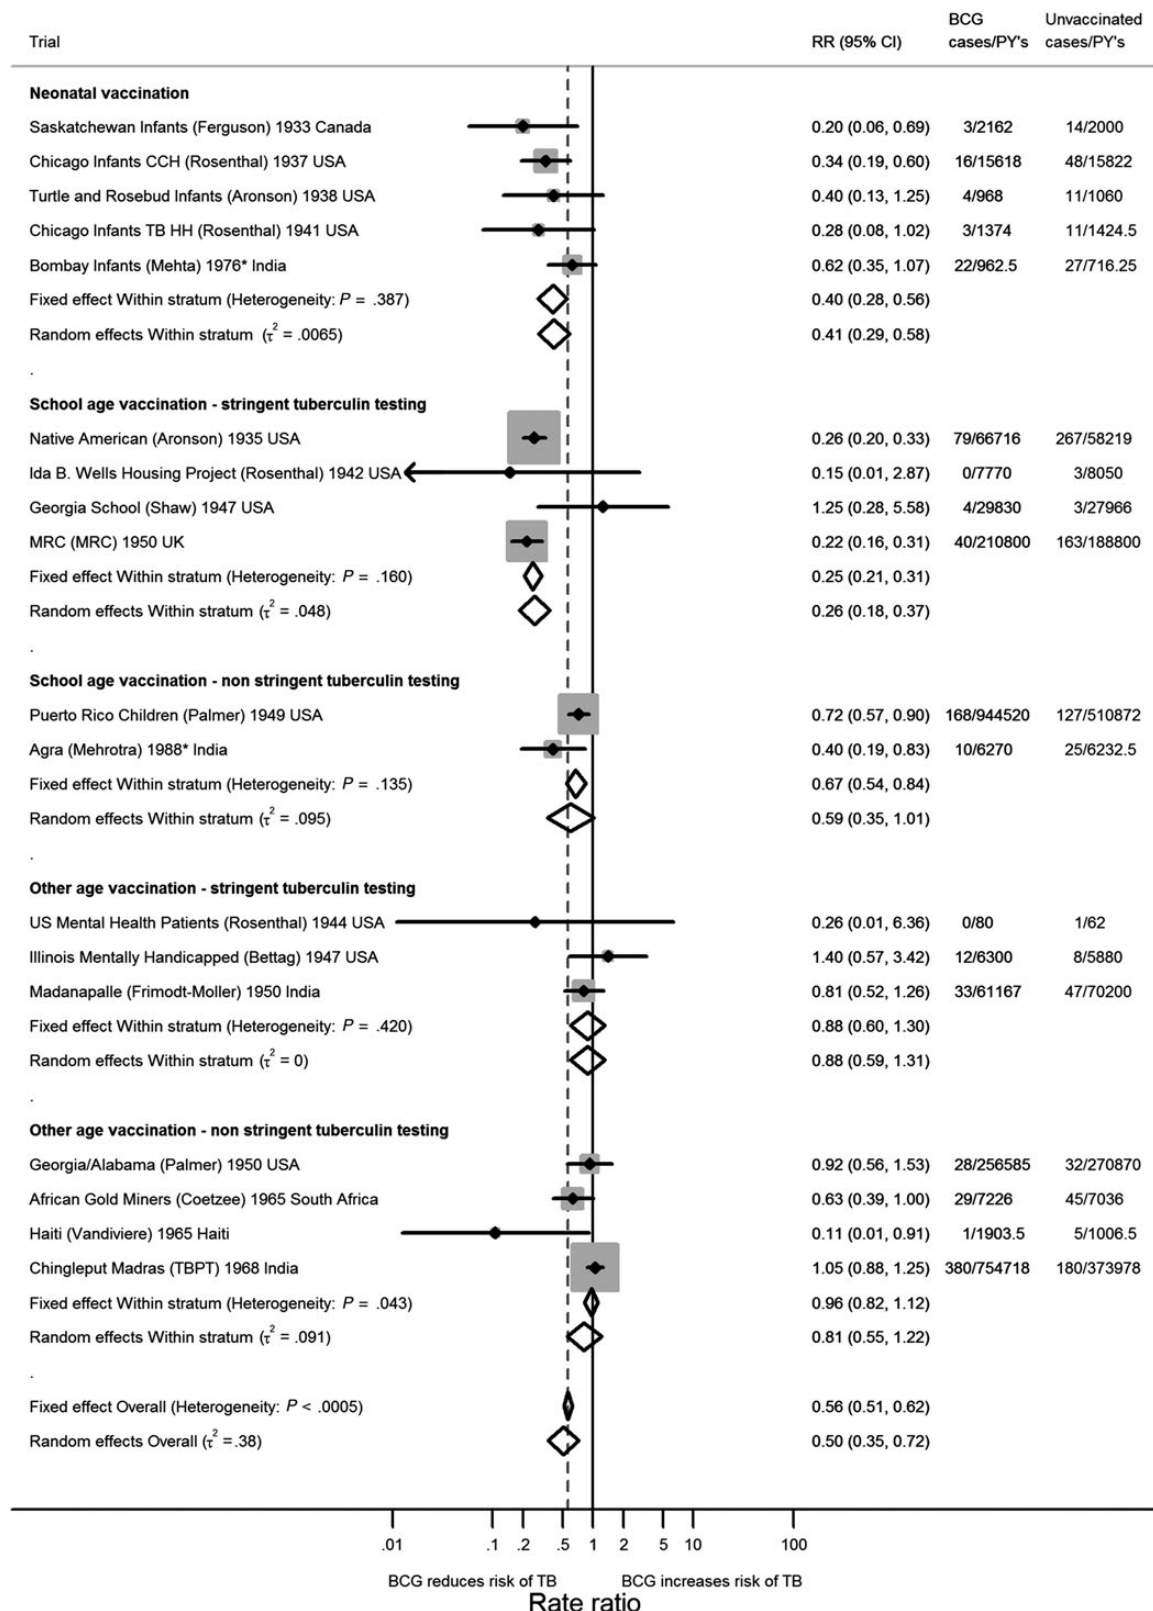 Trial RR (95% CI) BCG cases/PY's Unvaccinated cases/PY's
Neonatal vaccination
Saskatchewan Infants (Ferguson) 1933 Canada 0.20 (0.06, 0.69) 3/2162 14/2000
Chicago Infants CCH (Rosenthal) 1937 USA 0.34 (0.19, 0.60) 16/15618 48/15822
Turtle and Rosebud Infants (Aronson) 1938 USA 0.40 (0.13, 1.25) 4/968 11/1060
Chicago Infants TB HH (Rosenthal) 1941 USA 0.28 (0.08, 1.02) 3/1374 11/1424.5
Bombay Infants (Mehta) 1976* India 0.62 (0.35, 1.07) 22/962.5 27/716.25
Fixed effect Within stratum (Heterogeneity: P = .387) 0.40 (0.28, 0.56)
Random effects Within stratum (τ² = .0065) 0.41 (0.29, 0.58)
.
School age vaccination - stringent tuberculin testing
Native American (Aronson) 1935 USA 0.26 (0.20, 0.33) 79/66716 267/58219
Ida B. Wells Housing Project (Rosenthal) 1942 USA 0.15 (0.01, 2.87) 0/7770 3/8050
Georgia School (Shaw) 1947 USA 1.25 (0.28, 5.58) 4/29830 3/27966
MRC (MRC) 1950 UK 0.22 (0.16, 0.31) 40/210800 163/188800
Fixed effect Within stratum (Heterogeneity: P = .160) 0.25 (0.21, 0.31)
Random effects Within stratum (τ² = .048) 0.26 (0.18, 0.37)
.
School age vaccination - non stringent tuberculin testing
Puerto Rico Children (Palmer) 1949 USA 0.72 (0.57, 0.90) 168/944520 127/510872
Agra (Mehrotra) 1988* India 0.40 (0.19, 0.83) 10/6270 25/6232.5
Fixed effect Within stratum (Heterogeneity: P = .135) 0.67 (0.54, 0.84)
Random effects Within stratum (τ² = .095) 0.59 (0.35, 1.01)
.
Other age vaccination - stringent tuberculin testing
US Mental Health Patients (Rosenthal) 1944 USA 0.26 (0.01, 6.36) 0/80 1/62
Illinois Mentally Handicapped (Bettag) 1947 USA 1.40 (0.57, 3.42) 12/6300 8/5880
Madanapalle (Frimodt-Moller) 1950 India 0.81 (0.52, 1.26) 33/61167 47/70200
Fixed effect Within stratum (Heterogeneity: P = .420) 0.88 (0.60, 1.30)
Random effects Within stratum (τ² = 0) 0.88 (0.59, 1.31)
.
Other age vaccination - non stringent tuberculin testing
Georgia/Alabama (Palmer) 1950 USA 0.92 (0.56, 1.53) 28/256585 32/270870
African Gold Miners (Coetzee) 1965 South Africa 0.63 (0.39, 1.00) 29/7226 45/7036
Haiti (Vandiviere) 1965 Haiti 0.11 (0.01, 0.91) 1/1903.5 5/1006.5
Chingleput Madras (TBPT) 1968 India 1.05 (0.88, 1.25) 380/754718 180/373978
Fixed effect Within stratum (Heterogeneity: P = .043) 0.96 (0.82, 1.12)
Random effects Within stratum (τ² = .091) 0.81 (0.55, 1.22)
.
Fixed effect Overall (Heterogeneity: P < .0005) 0.56 (0.51, 0.62)
Random effects Overall (τ² =.38) 0.50 (0.35, 0.72)
.01 .1 .2 .5 1 2 5 10 100
BCG reduces risk of TB BCG increases risk of TB
Rate ratio